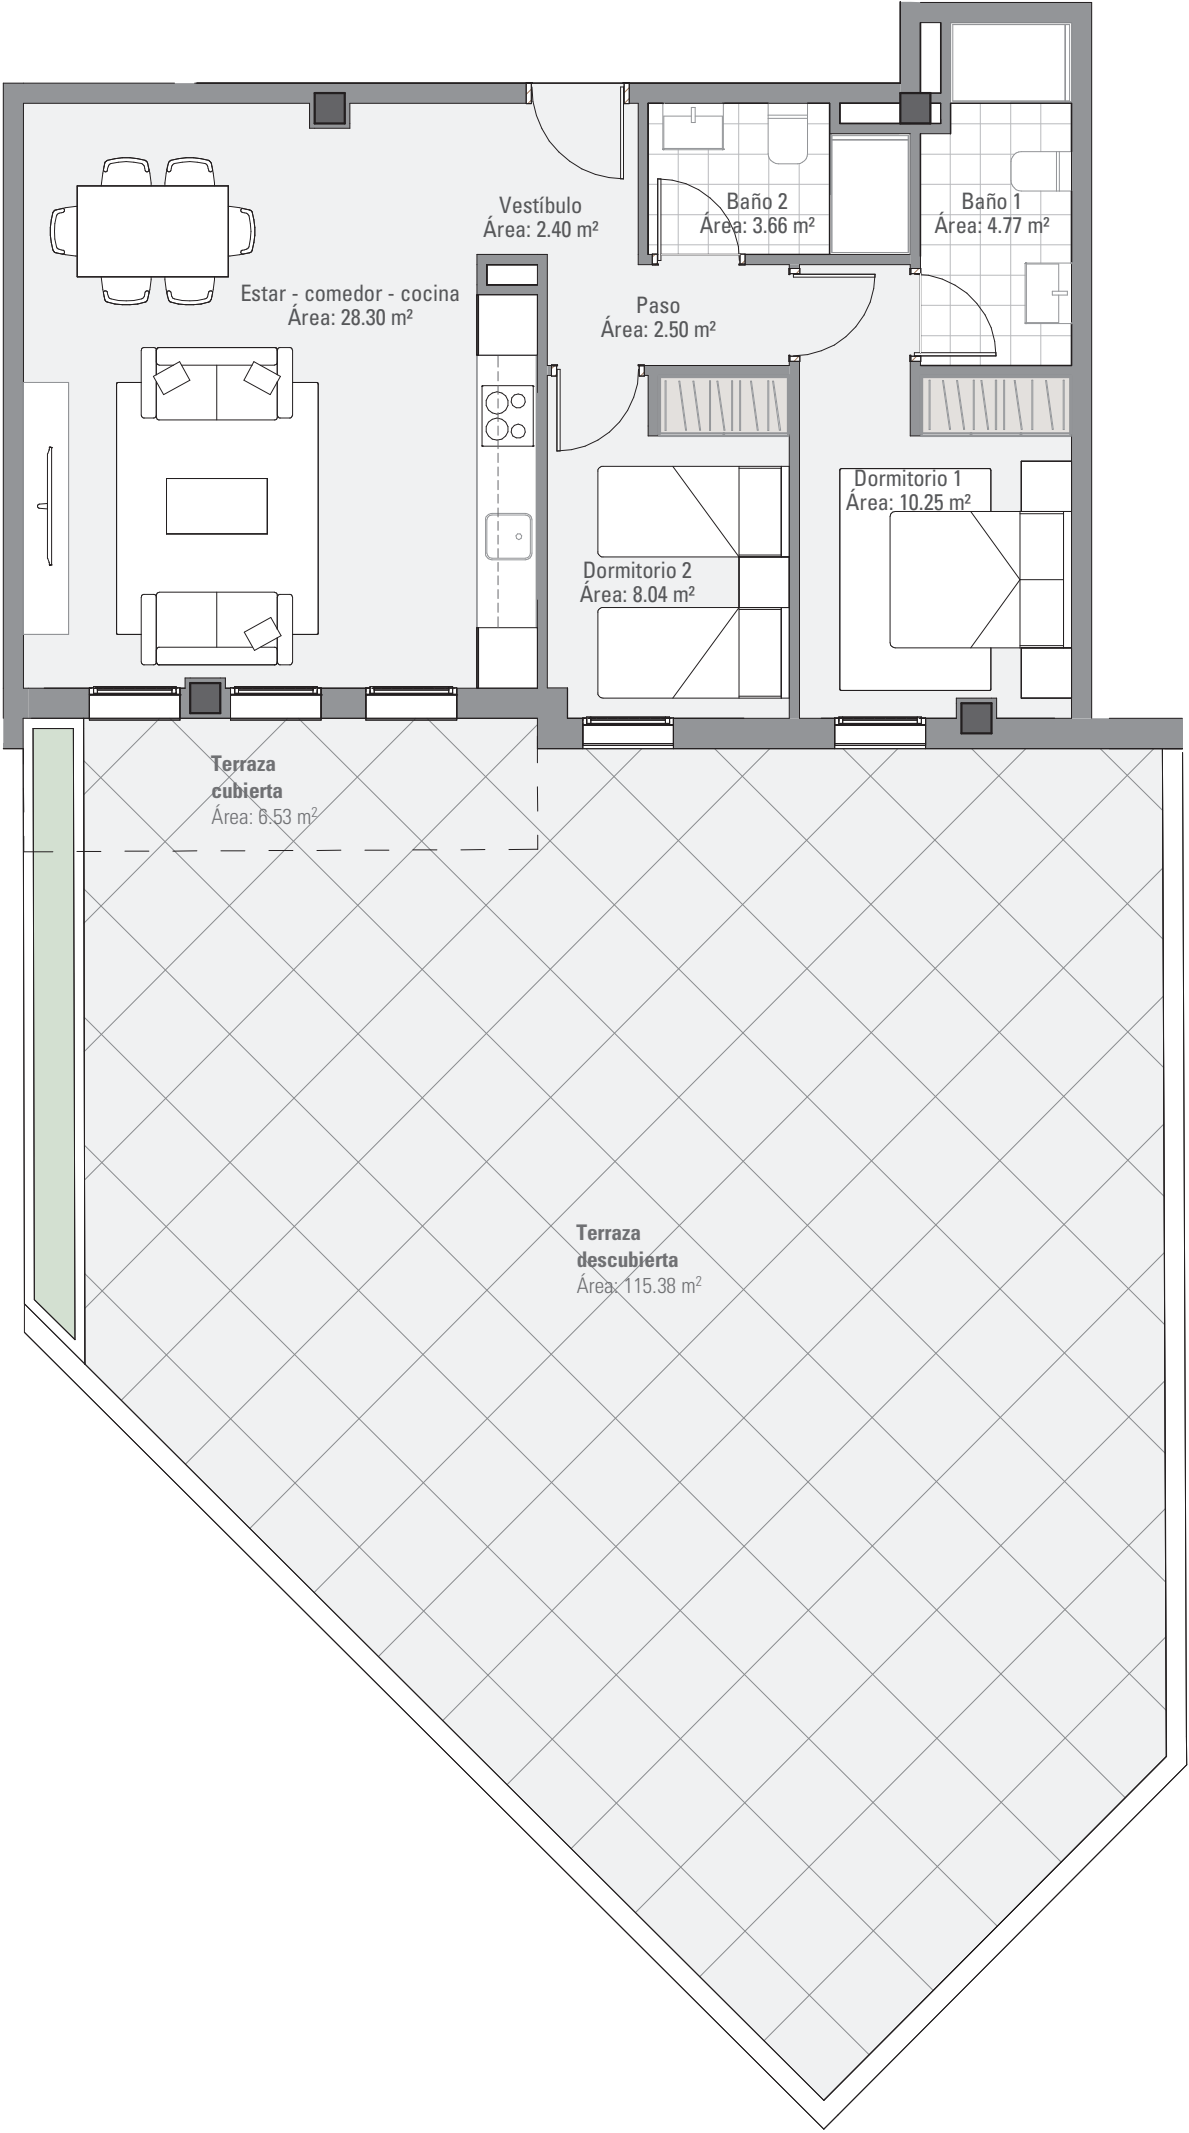 Baño 2
Área: 3.66 m²
Baño 1
Área: 4.77 m²
Vestíbulo
Área: 2.40 m²
Estar - comedor - cocina
Área: 28.30 m²
Paso
Área: 2.50 m²
Dormitorio 1
Área: 10.25 m²
Dormitorio 2
Área: 8.04 m²
Terraza
cubierta
Área: 6.53 m²
Terraza
descubierta
Área: 115.38 m²